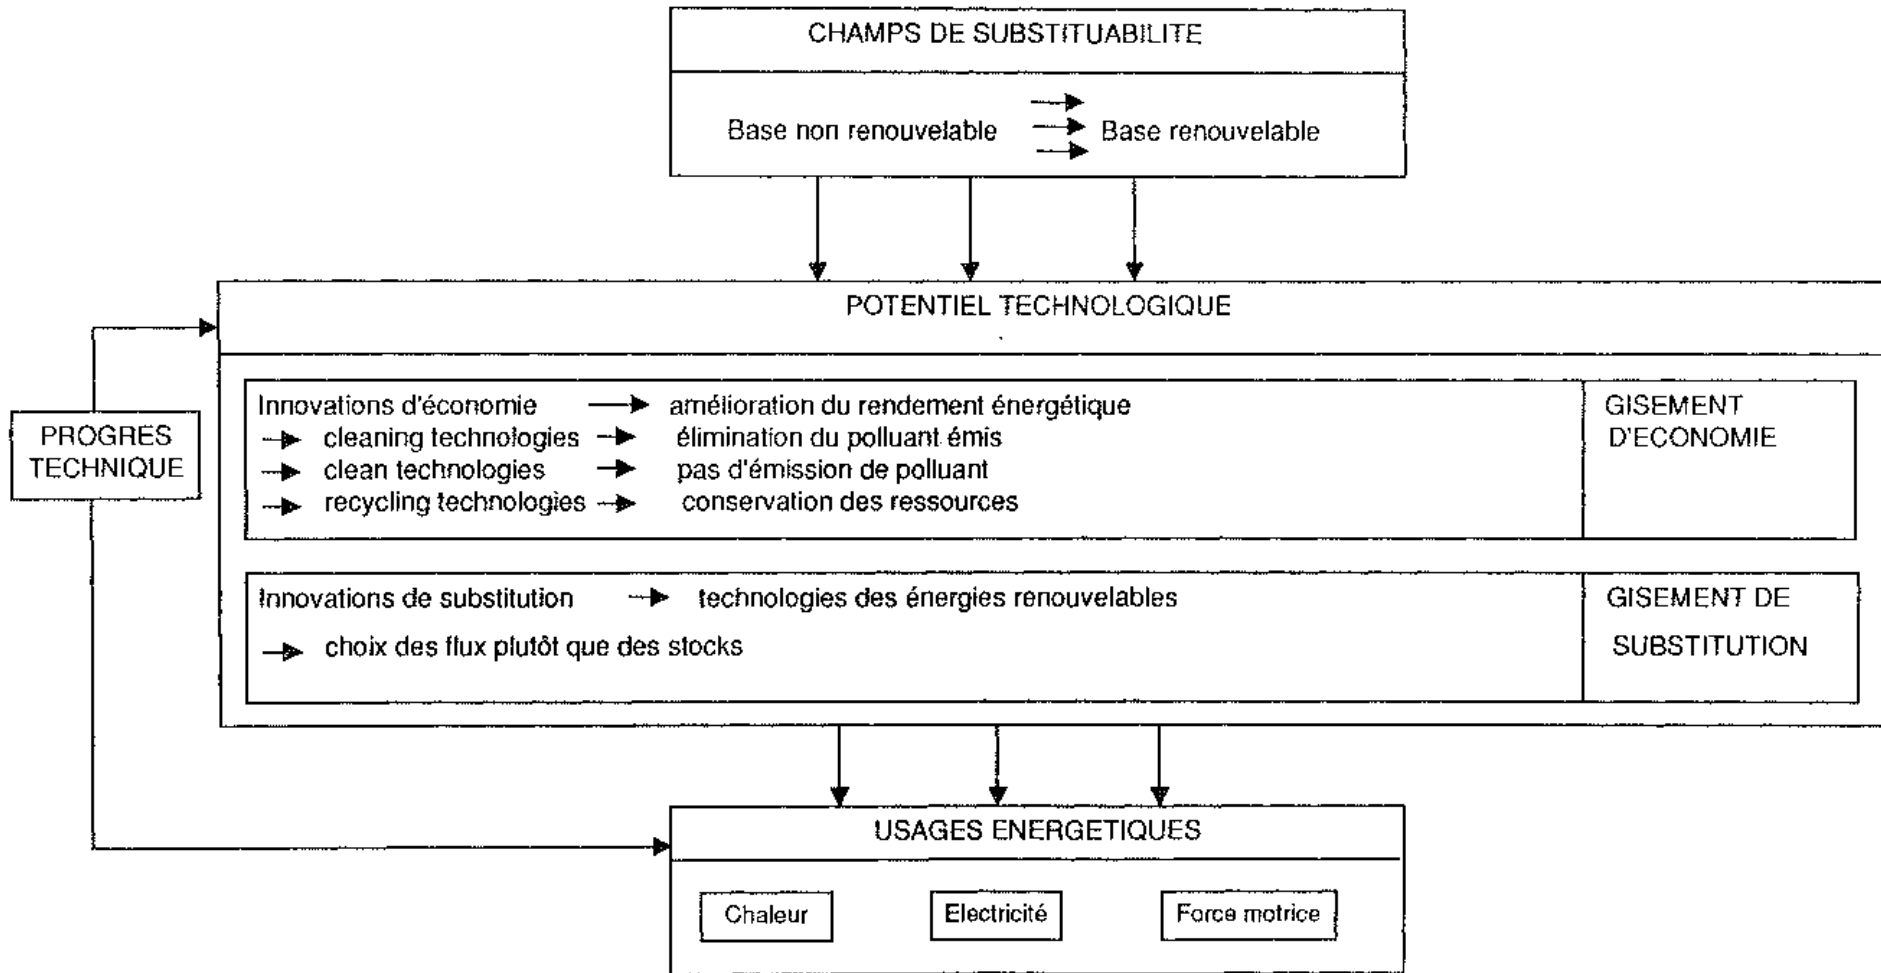 CHAMPS DE SUBSTITUABILITE
Base non renouvelable → Base renouvelable
POTENTIEL TECHNOLOGIQUE
PROGRES
TECHNIQUE
Innovations d'économie → amélioration du rendement énergétique
→ cleaning technologies → élimination du polluant émis
→ clean technologies → pas d'émission de polluant
→ recycling technologies → conservation des ressources
GISEMENT
D'ECONOMIE
Innovations de substitution → technologies des énergies renouvelables
→ choix des flux plutôt que des stocks
GISEMENT DE
SUBSTITUTION
USAGES ENERGETIQUES
Chaleur
Electricité
Force motrice